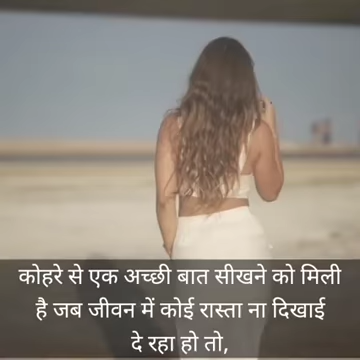 कोहरे से एक अच्छी बात सीखने को मिली
है जब जीवन में कोई रास्ता ना दिखाई
दे रहा हो तो,